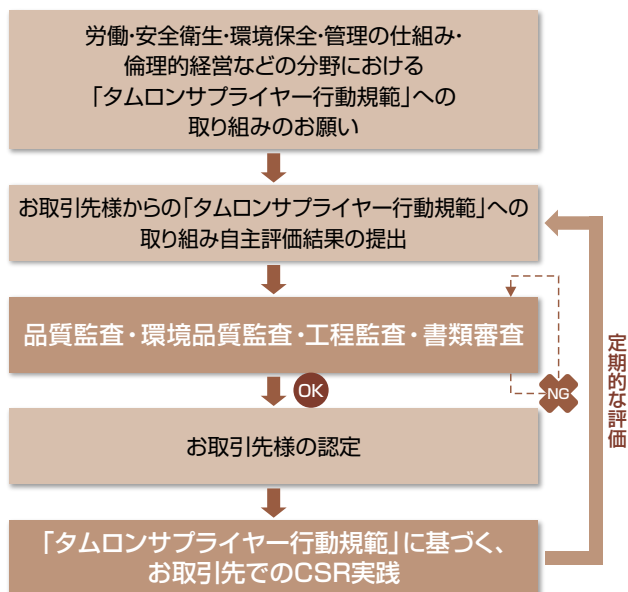 労働・安全衛生・環境保全・管理の仕組み・
倫理的経営などの分野における
「タムロンサプライヤー行動規範」への
取り組みのお願い
お取引先様からの「タムロンサプライヤー行動規範」への
取り組み自主評価結果の提出
品質監査・環境品質監査・工程監査・書類審査
OK
NG
定期的な評価
お取引先様の認定
「タムロンサプライヤー行動規範」に基づく、
お取引先でのCSR実践